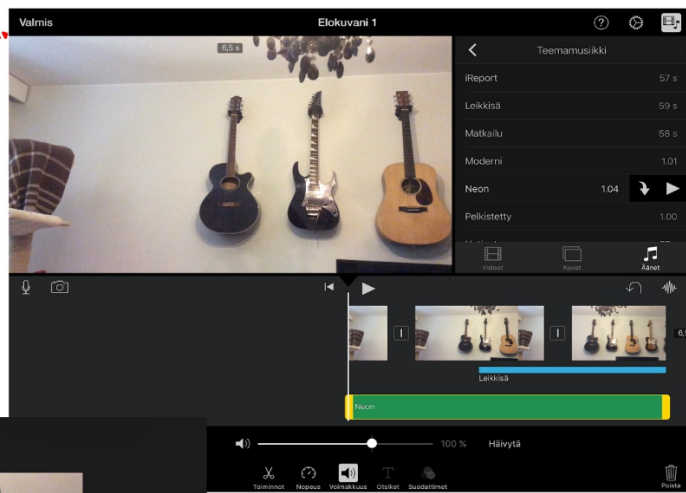 Valmis
Elokuvani 1
?
6,5 s
Teemamusiikki
iReport 57 s
Leikkisä 59 s
Matkailu 58 s
Moderni 1.01
Neon 1.04
Pelkistetty 1.00
Videot Kuvat Äänet
Leikkisä
Neon
100 % Häivytä
Toiminnot Nopeus Voimakkuus Otsikot Suodattimet Poista